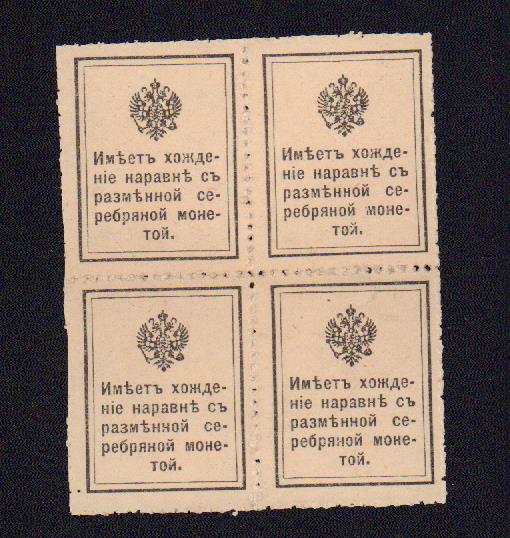 Имѣетъ хожде-
ніе наравнѣ съ
размѣнной се-
ребряной моне-
той.
Имѣетъ хожде-
ніе наравнѣ съ
размѣнной се-
ребряной моне-
той.
Имѣетъ хожде-
ніе наравнѣ съ
размѣнной се-
ребряной моне-
той.
Имѣетъ хожде-
ніе наравнѣ съ
размѣнной се-
ребряной моне-
той.